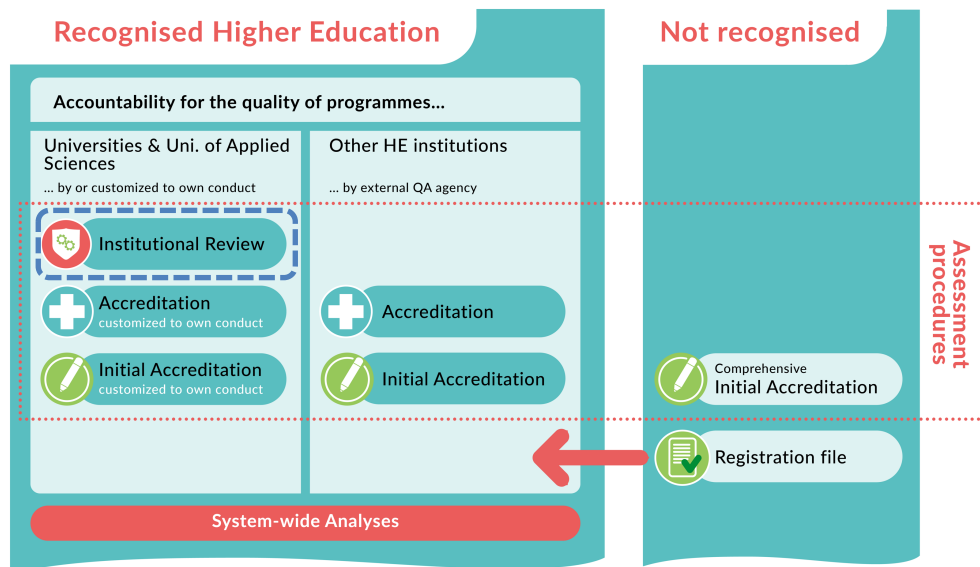 Recognised Higher Education
Not recognised
Accountability for the quality of programmes...
Universities & Uni. of Applied
Sciences
... by or customized to own conduct
Other HE institutions
... by external QA agency
Institutional Review
Accreditation
customized to own conduct
Initial Accreditation
customized to own conduct
Accreditation
Initial Accreditation
Comprehensive
Initial Accreditation
Registration file
Assessment
procedures
System-wide Analyses